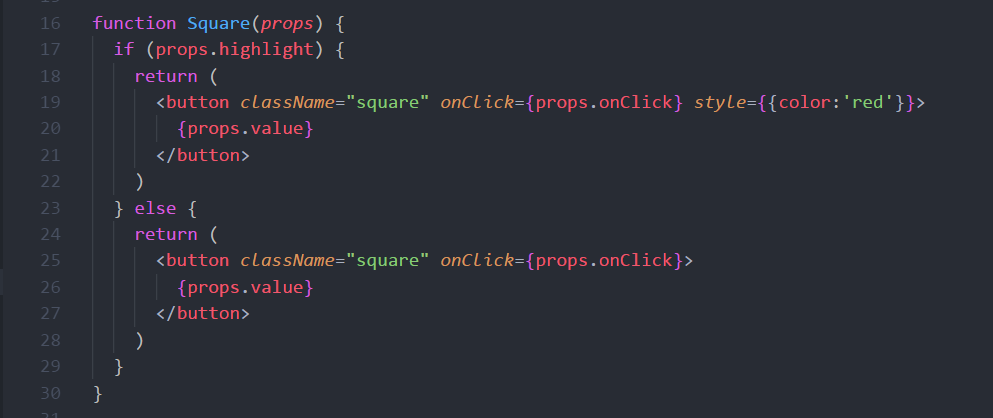 16 function Square(props) {
17 if (props.highlight) {
18 return (
19 <button className="square" onClick={props.onClick} style={{color:'red'}}>
20 {props.value}
21 </button>
22 )
23 } else {
24 return (
25 <button className="square" onClick={props.onClick}>
26 {props.value}
27 </button>
28 )
29 }
30 }